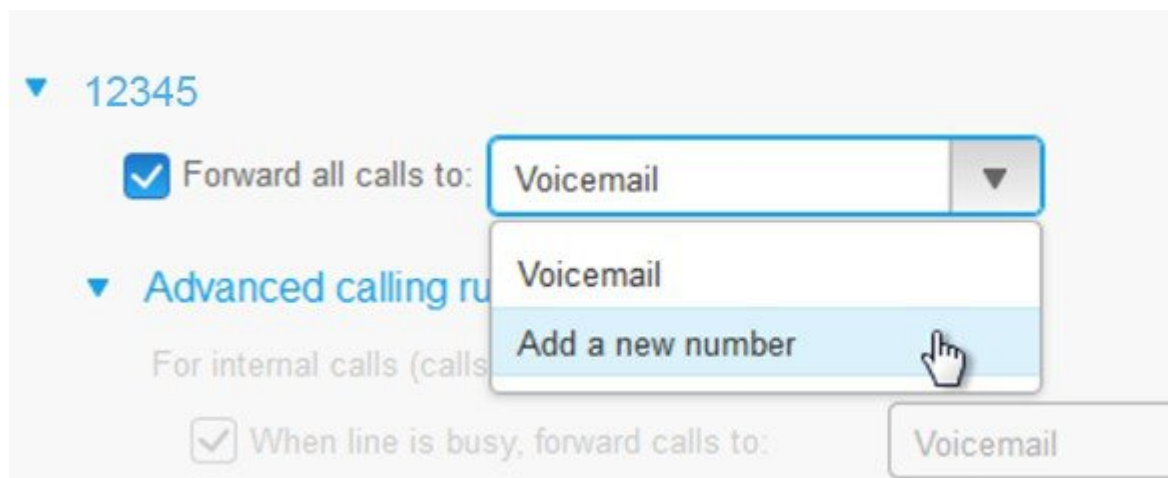 12345
Forward all calls to: Voicemail
Voicemail
Advanced calling ru
Add a new number
For internal calls (calls
When line is busy, forward calls to: Voicemail